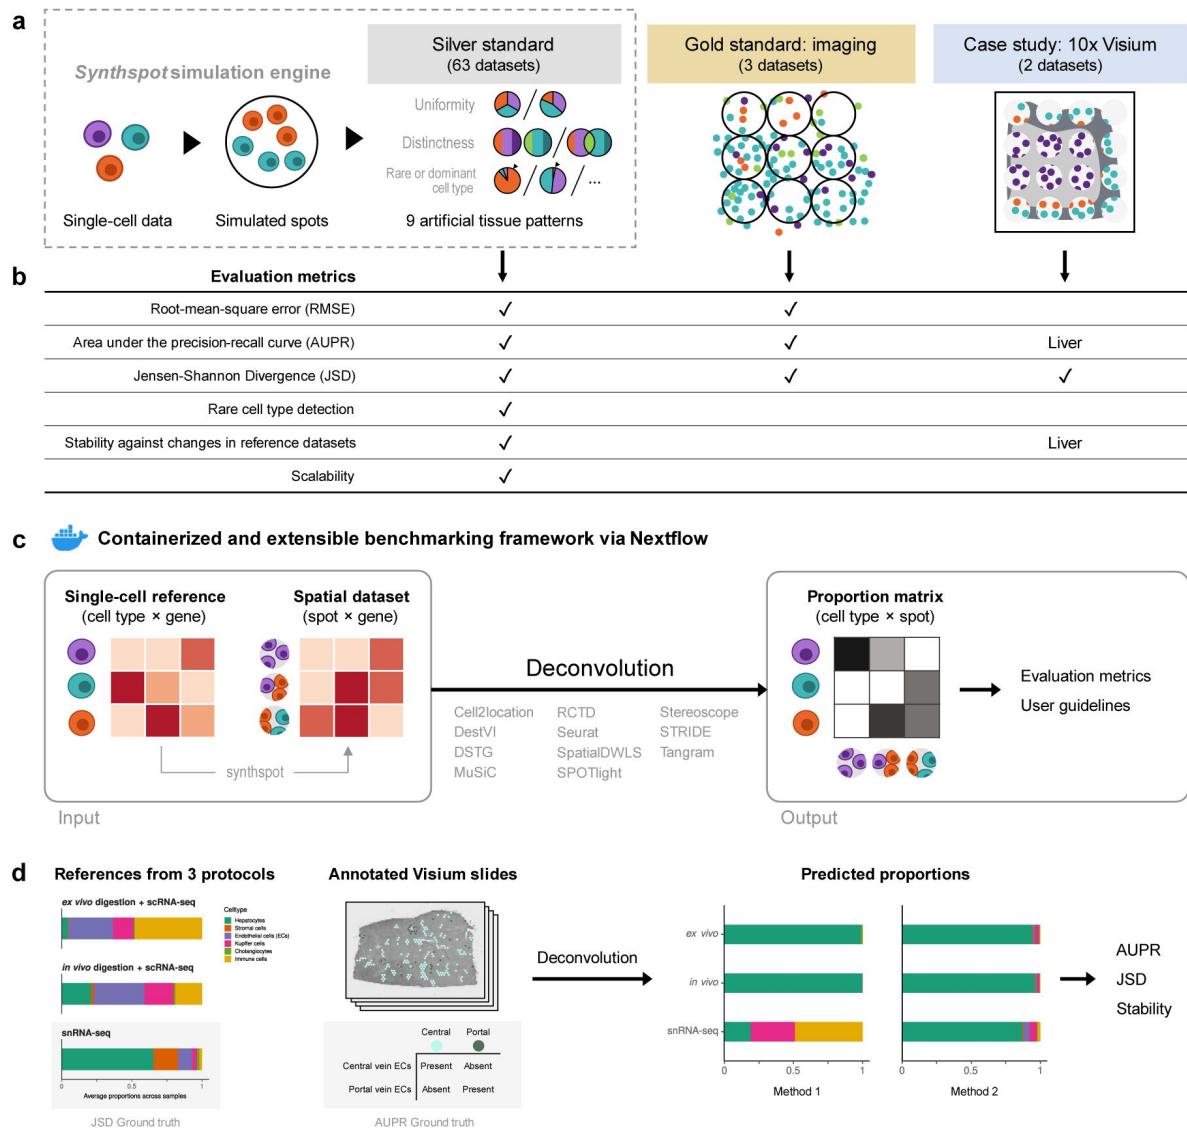 a
Synthspot simulation engine
Single-cell data
Simulated spots
Silver standard
(63 datasets)
Uniformity
Distinctness
Rare or dominant
cell type
...
9 artificial tissue patterns
Gold standard: imaging
(3 datasets)
Case study: 10x Visium
(2 datasets)
b
Evaluation metrics
Root-mean-square error (RMSE) ✓ ✓
Area under the precision-recall curve (AUPR) ✓ ✓ Liver
Jensen-Shannon Divergence (JSD) ✓ ✓ ✓
Rare cell type detection ✓
Stability against changes in reference datasets ✓ Liver
Scalability ✓
c
Containerized and extensible benchmarking framework via Nextflow
Single-cell reference
(cell type × gene)
Spatial dataset
(spot × gene)
synthspot
Input
Deconvolution
Cell2location RCTD Stereoscope
DestVI Seurat STRIDE
DSTG SpatialDWLS Tangram
MuSiC SPOTlight
Proportion matrix
(cell type × spot)
Evaluation metrics
User guidelines
Output
d
References from 3 protocols
ex vivo digestion + scRNA-seq
in vivo digestion + scRNA-seq
snRNA-seq
0 0.5 1
Average proportions across samples
JSD Ground truth
Celltype
Hepatocytes
Stromal cells
Endothelial cells (ECs)
Kupffer cells
Cholangiocytes
Immune cells
Annotated Visium slides
Central Portal
Central vein ECs Present Absent
Portal vein ECs Absent Present
AUPR Ground truth
Deconvolution
Predicted proportions
ex vivo
in vivo
snRNA-seq
0 0.5 1
Method 1
0 0.5 1
Method 2
AUPR
JSD
Stability